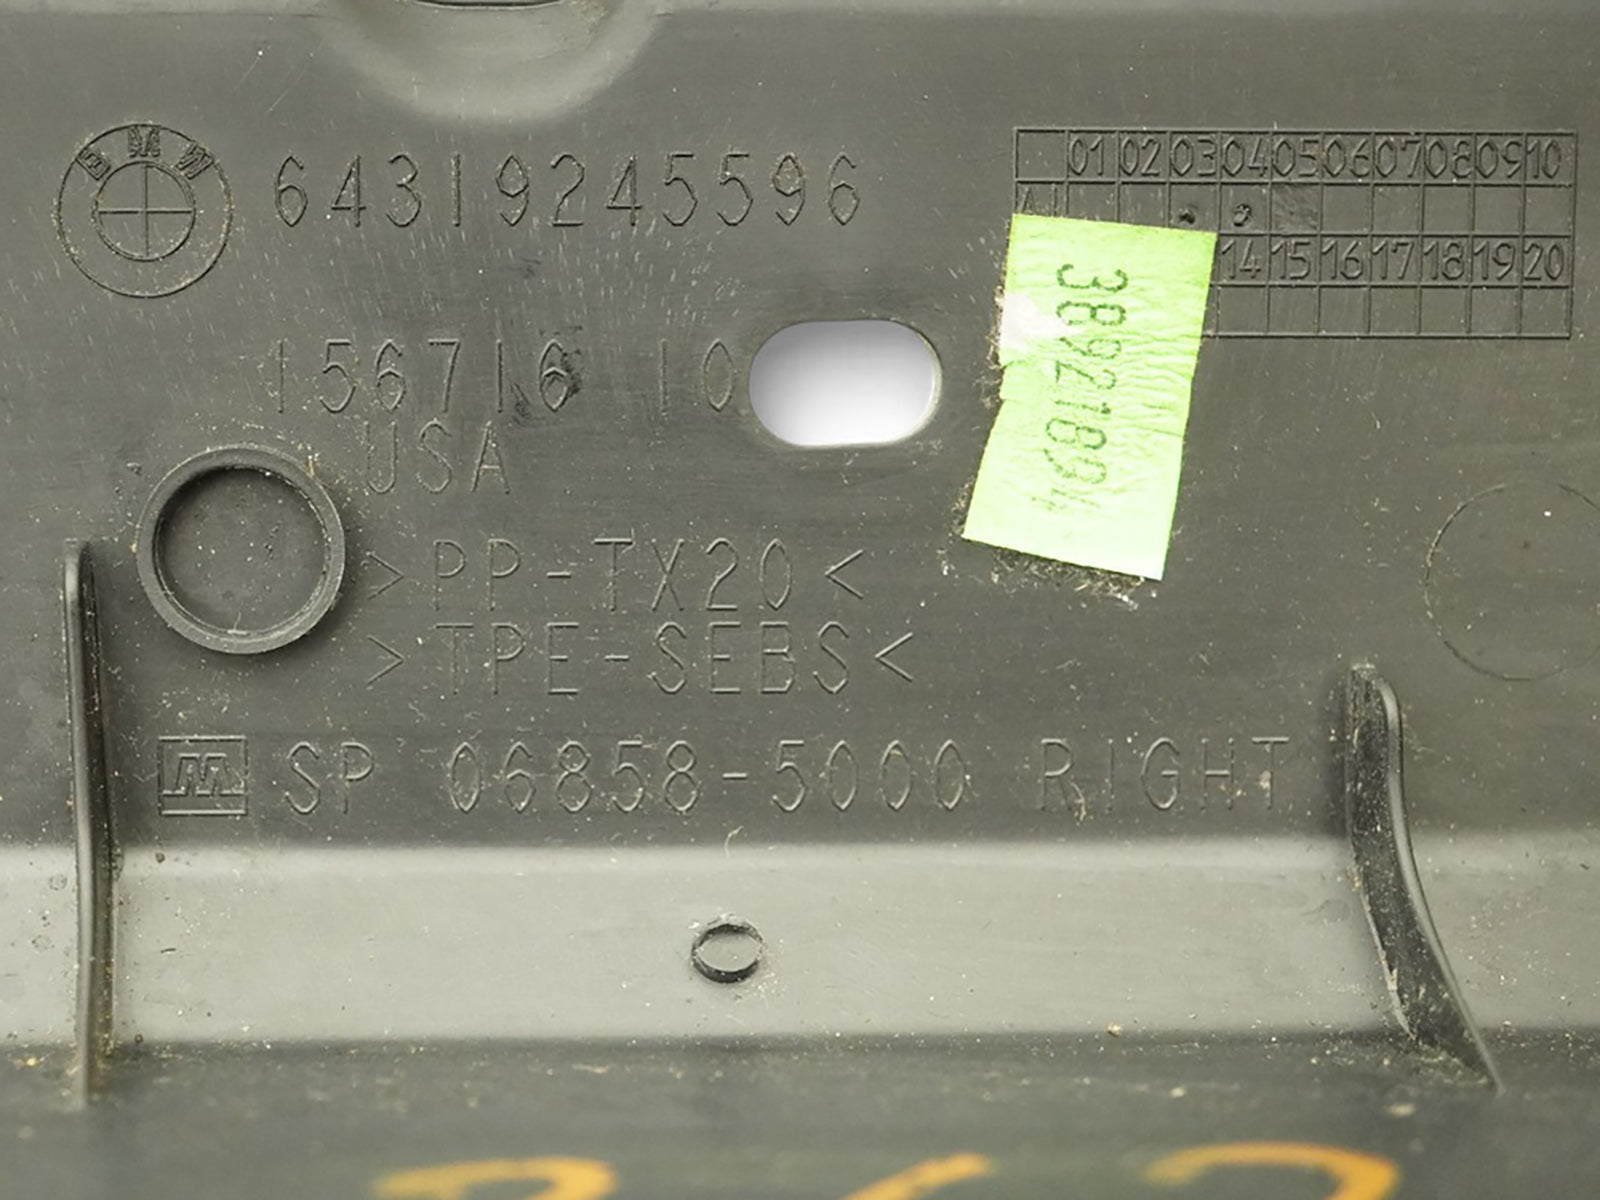 BMW
64319245596
01 02 03 04 05 06 07 08 09 10
14 15 16 17 18 19 20
38921894
156716 10
USA
>PP-TX20<
>TPE-SEBS<
M SP 06858-5000 RIGHT